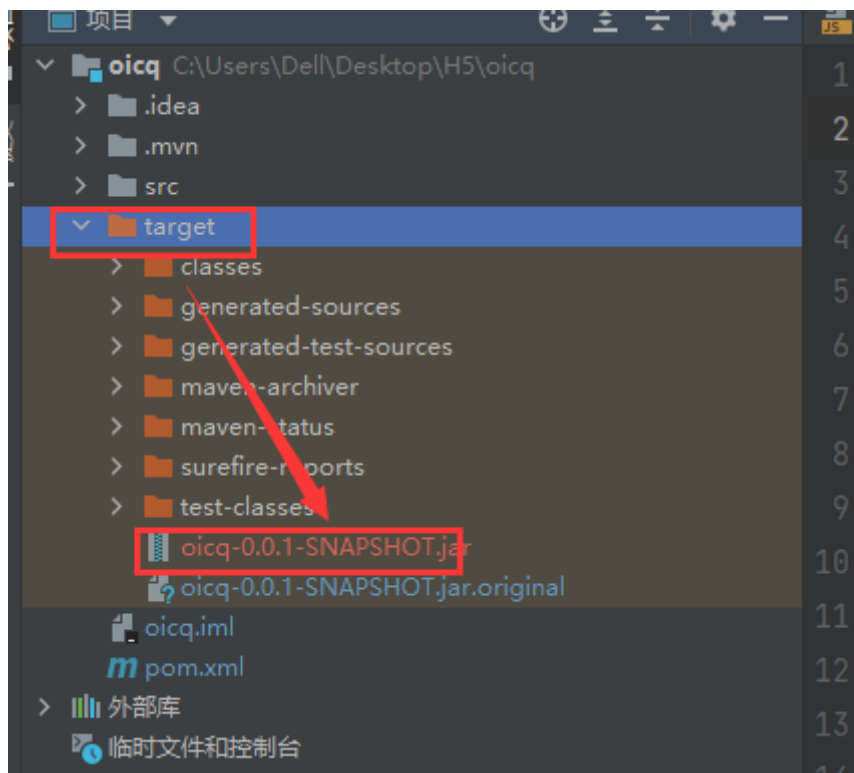 项目
JS
oicq C:\Users\Dell\Desktop\H5\oicq
.idea
.mvn
src
target
classes
generated-sources
generated-test-sources
maven-archiver
maven-status
surefire-reports
test-classes
oicq-0.0.1-SNAPSHOT.jar
oicq-0.0.1-SNAPSHOT.jar.original
oicq.iml
m pom.xml
外部库
临时文件和控制台
1
2
3
4
5
6
7
8
9
10
11
12
13